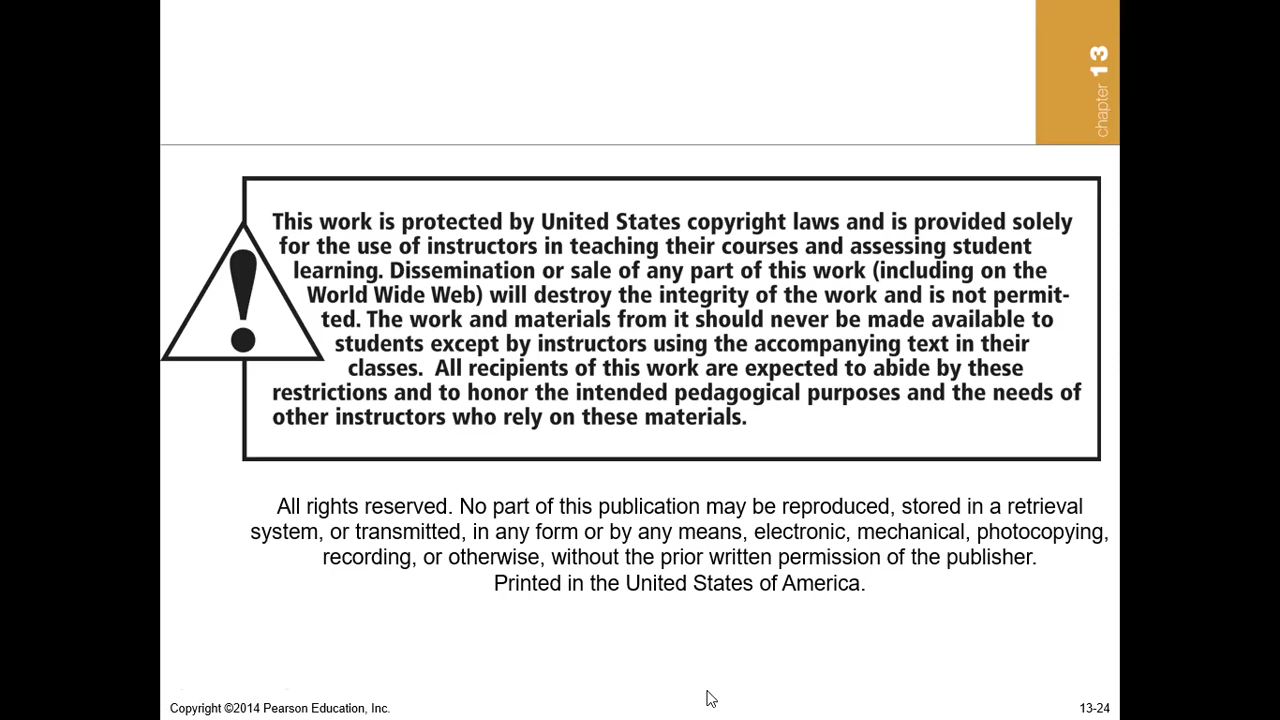 chapter 13
This work is protected by United States copyright laws and is provided solely
for the use of instructors in teaching their courses and assessing student
learning. Dissemination or sale of any part of this work (including on the
World Wide Web) will destroy the integrity of the work and is not permit-
ted. The work and materials from it should never be made available to
students except by instructors using the accompanying text in their
classes. All recipients of this work are expected to abide by these
restrictions and to honor the intended pedagogical purposes and the needs of
other instructors who rely on these materials.
All rights reserved. No part of this publication may be reproduced, stored in a retrieval
system, or transmitted, in any form or by any means, electronic, mechanical, photocopying,
recording, or otherwise, without the prior written permission of the publisher.
Printed in the United States of America.
Copyright ©2014 Pearson Education, Inc.
13-24